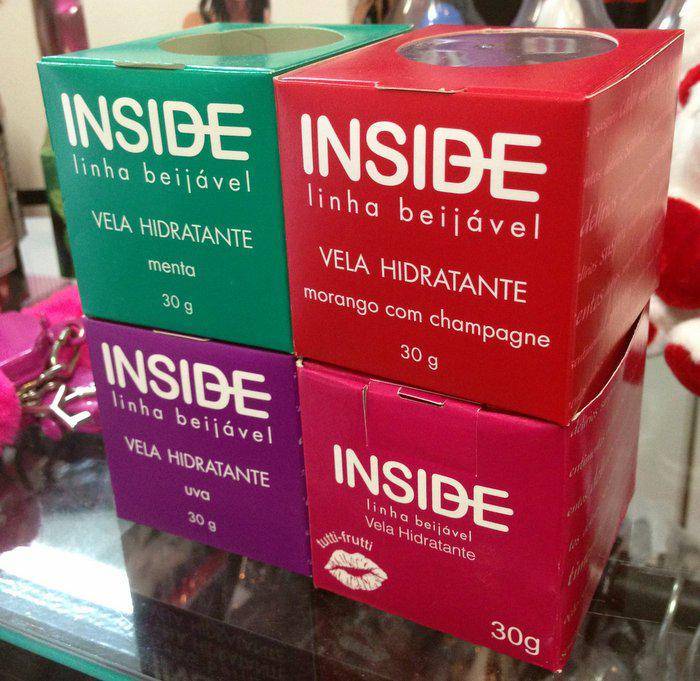 INSIDE
linha beijável
VELA HIDRATANTE
menta
30 g
INSIDE
linha beijável
VELA HIDRATANTE
morango com champagne
30 g
INSIDE
linha beijável
VELA HIDRATANTE
uva
30 g
INSIDE
linha beijável
Vela Hidratante
tutti-frutti
30g